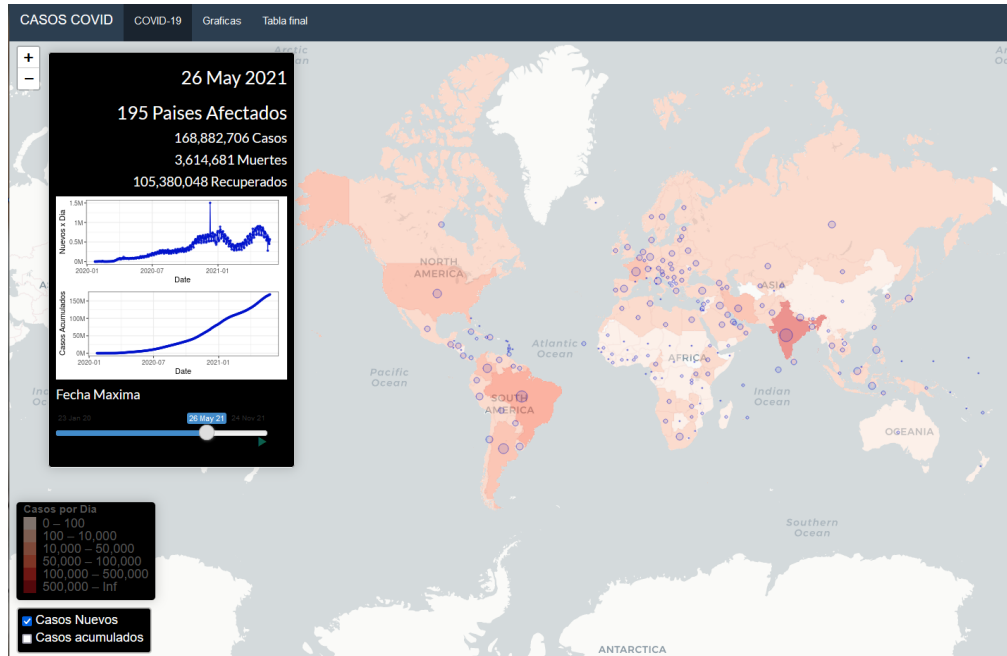 CASOS COVID COVID-19 Graficas Tabla final
+
−
26 May 2021
195 Paises Afectados
168,882,706 Casos
3,614,681 Muertes
105,380,048 Recuperados
Nuevos x Dia
1,5M
1M
0,5M
0M
2020-01 2020-07 2021-01
Date
Casos Acumulados
150M
100M
50M
0M
2020-01 2020-07 2021-01
Date
Fecha Maxima
23 Jan 20 26 May 21 24 Nov 21
Casos por Dia
0 – 100
100 – 10,000
10,000 – 50,000
50,000 – 100,000
100,000 – 500,000
500,000 – Inf
Casos Nuevos
Casos acumulados
Arctic
Ocean
NORTH
AMERICA
ASIA
Atlantic
Ocean
AFRICA
Pacific
Ocean
SOUTH
AMERICA
Indian
Ocean
OCEANIA
Southern
Ocean
ANTARCTICA